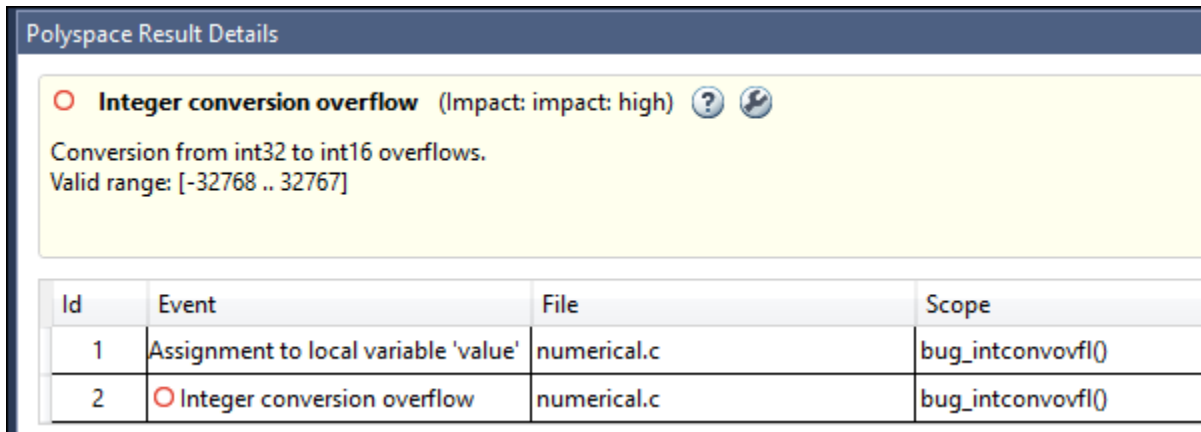 Polyspace Result Details
Integer conversion overflow (Impact: impact: high) ?
Conversion from int32 to int16 overflows.
Valid range: [-32768 .. 32767]
Id Event File Scope
1 Assignment to local variable 'value' numerical.c bug_intconvovfl()
2 Integer conversion overflow numerical.c bug_intconvovfl()